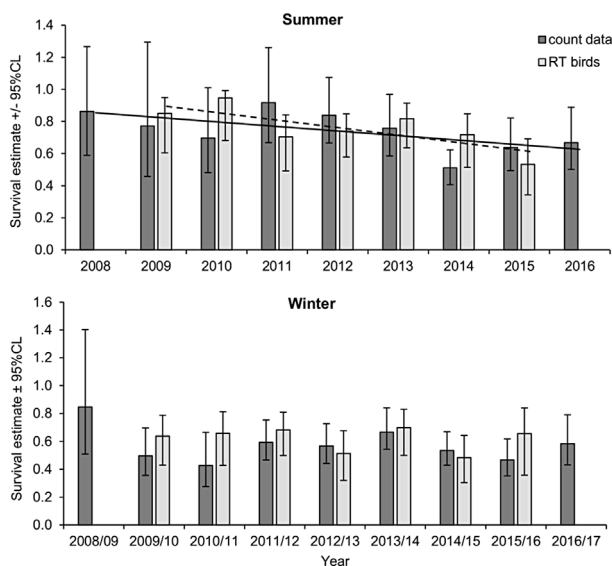 Summer
count data
RT birds
Survival estimate +/- 95%CL
1.4
1.2
1.0
0.8
0.6
0.4
0.2
0.0
2008 2009 2010 2011 2012 2013 2014 2015 2016
Winter
Survival estimate ± 95%CL
1.6
1.4
1.2
1.0
0.8
0.6
0.4
0.2
0.0
2008/09 2009/10 2010/11 2011/12 2012/13 2013/14 2014/15 2015/16 2016/17
Year